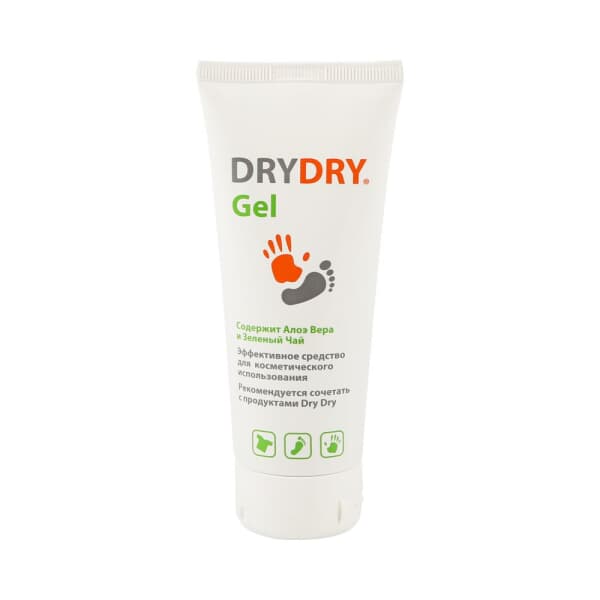 DRYDRY®
Gel
Содержит Алоэ Вера
и Зеленый Чай
Эффективное средство
для косметического
использования
Рекомендуется сочетать
с продуктами Dry Dry